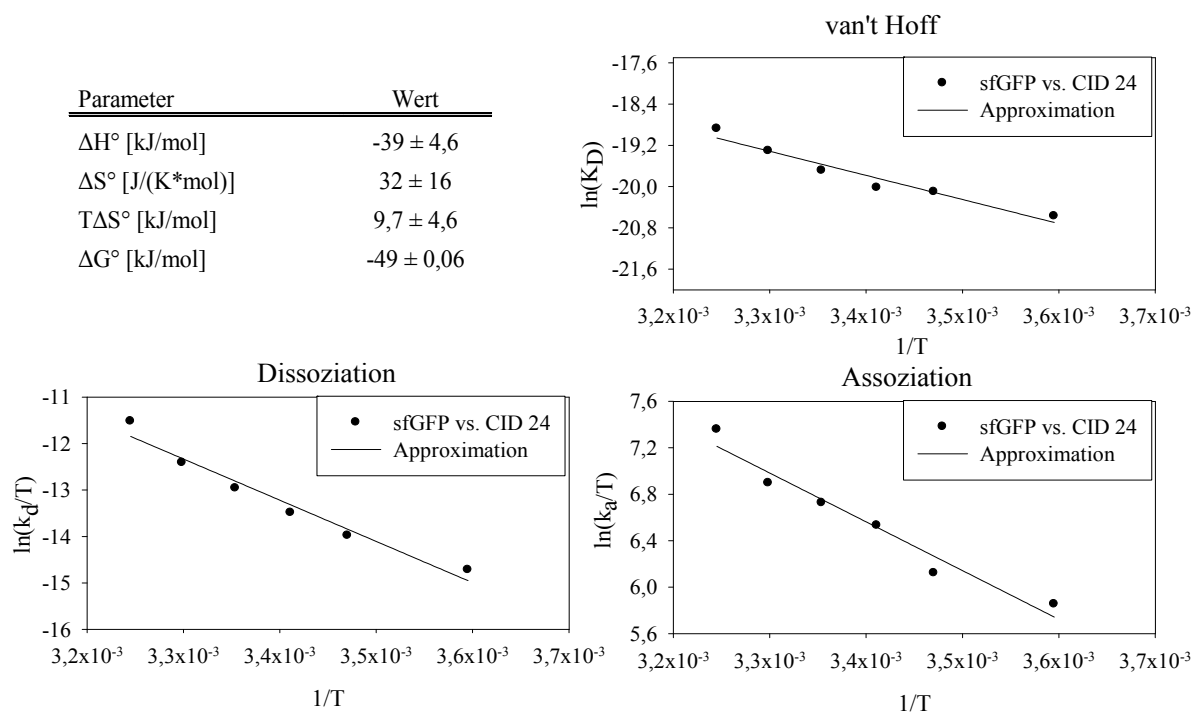 Parameter Wert
ΔH° [kJ/mol] -39 ± 4,6
ΔS° [J/(K*mol)] 32 ± 16
TΔS° [kJ/mol] 9,7 ± 4,6
ΔG° [kJ/mol] -49 ± 0,06
van't Hoff
-17,6
-18,4
-19,2
-20,0
-20,8
-21,6
ln(K_D)
sfGFP vs. CID 24
Approximation
3,2x10⁻³ 3,3x10⁻³ 3,4x10⁻³ 3,5x10⁻³ 3,6x10⁻³ 3,7x10⁻³
1/T
Dissoziation
-11
-12
-13
-14
-15
-16
ln(k_d/T)
sfGFP vs. CID 24
Approximation
3,2x10⁻³ 3,3x10⁻³ 3,4x10⁻³ 3,5x10⁻³ 3,6x10⁻³ 3,7x10⁻³
1/T
Assoziation
7,6
7,2
6,8
6,4
6,0
5,6
ln(k_a/T)
sfGFP vs. CID 24
Approximation
3,2x10⁻³ 3,3x10⁻³ 3,4x10⁻³ 3,5x10⁻³ 3,6x10⁻³ 3,7x10⁻³
1/T